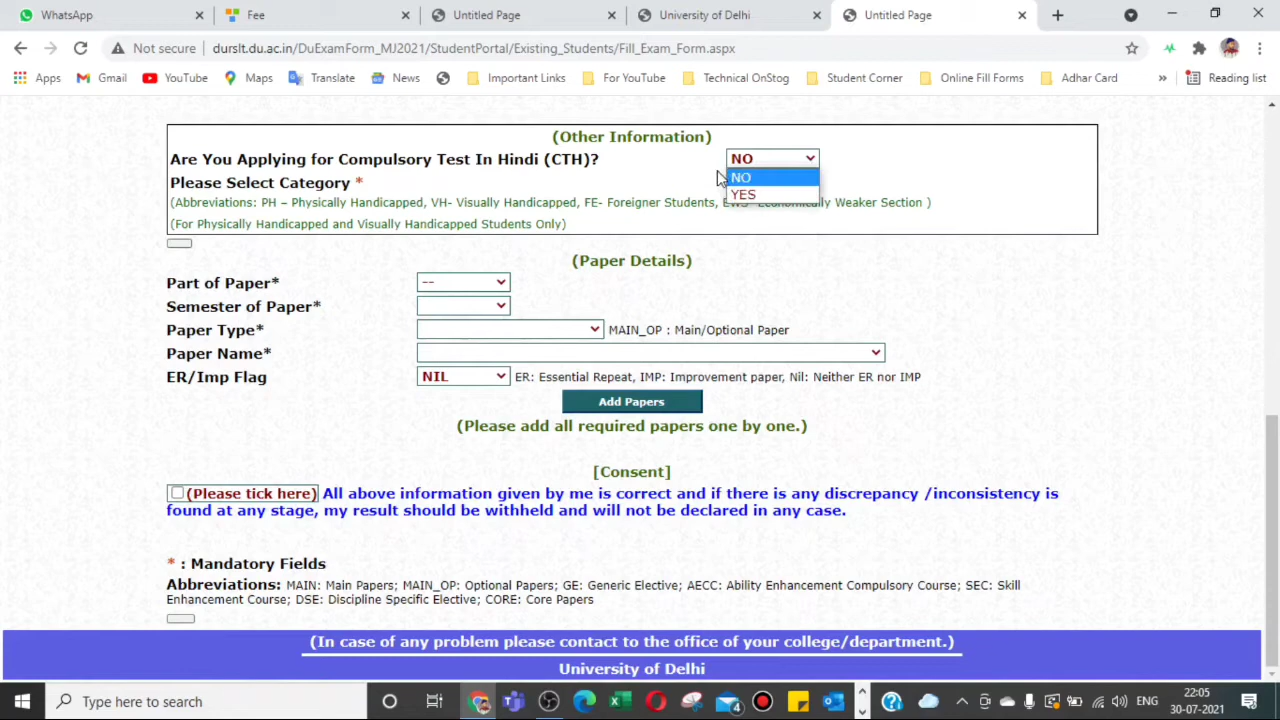 WhatsApp
Fee
Untitled Page
University of Delhi
Untitled Page
Not secure
durslt.du.ac.in/DuExamForm_MJ2021/StudentPortal/Existing_Students/Fill_Exam_Form.aspx
Apps
Gmail
YouTube
Maps
Translate
News
Important Links
For YouTube
Technical OnStog
Student Corner
Online Fill Forms
Adhar Card
»
Reading list
(Other Information)
Are You Applying for Compulsory Test In Hindi (CTH)?
NO
NO
YES
Please Select Category *
(Abbreviations: PH – Physically Handicapped, VH- Visually Handicapped, FE- Foreigner Students, EWS- Economically Weaker Section )
(For Physically Handicapped and Visually Handicapped Students Only)
(Paper Details)
Part of Paper*
--
Semester of Paper*
Paper Type*
MAIN_OP : Main/Optional Paper
Paper Name*
ER/Imp Flag
NIL
ER: Essential Repeat, IMP: Improvement paper, Nil: Neither ER nor IMP
Add Papers
(Please add all required papers one by one.)
[Consent]
(Please tick here) All above information given by me is correct and if there is any discrepancy /inconsistency is
found at any stage, my result should be withheld and will not be declared in any case.
* : Mandatory Fields
Abbreviations: MAIN: Main Papers; MAIN_OP: Optional Papers; GE: Generic Elective; AECC: Ability Enhancement Compulsory Course; SEC: Skill
Enhancement Course; DSE: Discipline Specific Elective; CORE: Core Papers
(In case of any problem please contact to the office of your college/department.)
University of Delhi
Type here to search
4
ENG
22:05
30-07-2021